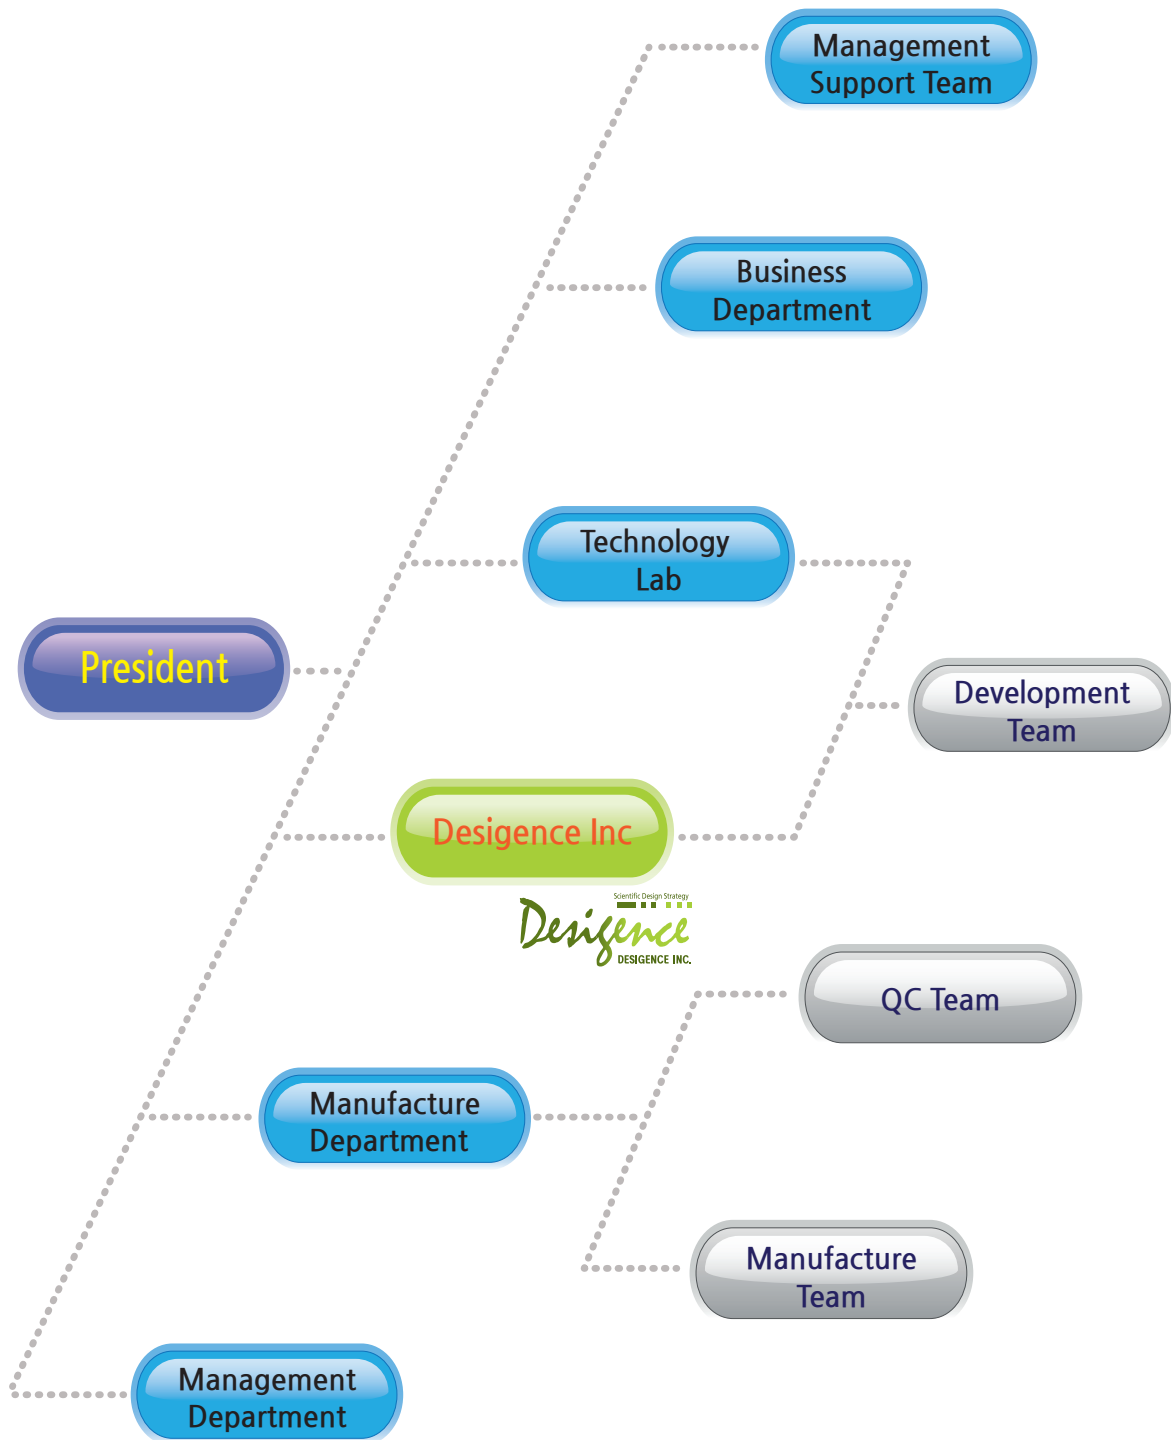 Management
Support Team
Business
Department
Technology
Lab
President
Development
Team
Desigence Inc
Scientific Design Strategy
Desigence
DESIGENCE INC.
QC Team
Manufacture
Department
Manufacture
Team
Management
Department